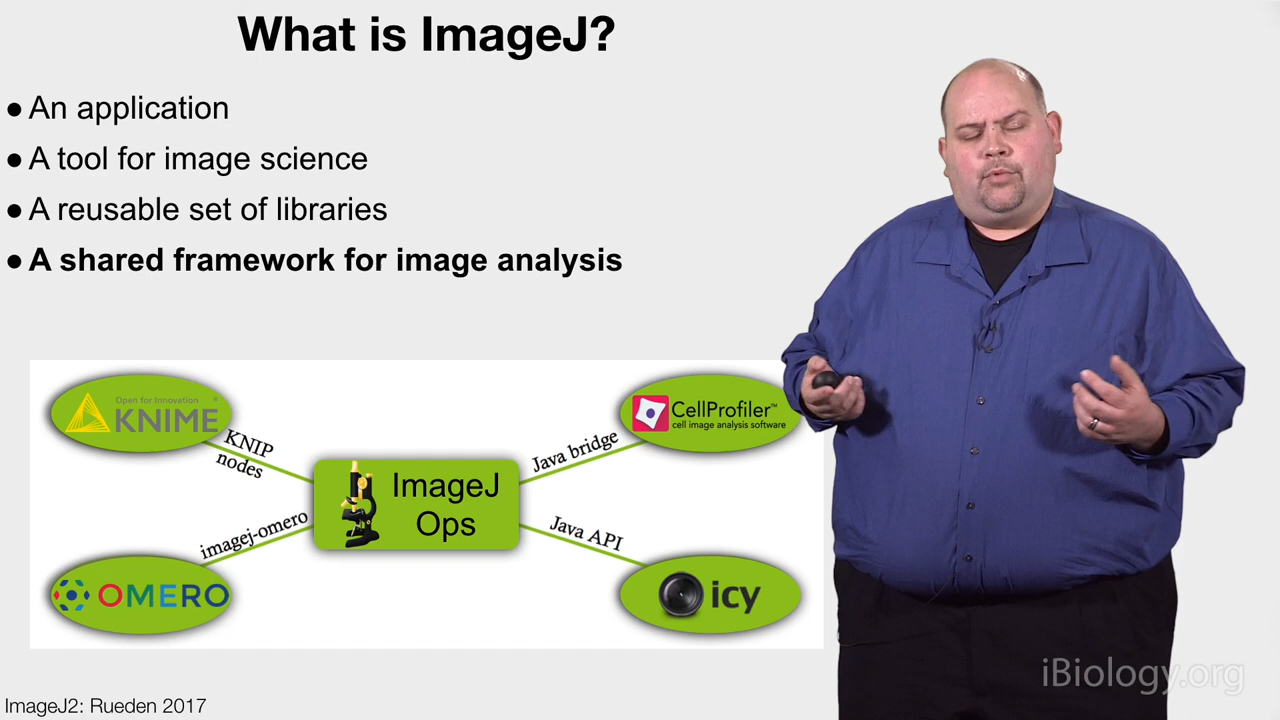 What is ImageJ?
● An application
● A tool for image science
● A reusable set of libraries
● A shared framework for image analysis
Open for Innovation
KNIME
®
KNIP
nodes
Java bridge
CellProfiler™
cell image analysis software
ImageJ
Ops
imagej-omero
Java API
OMERO
icy
iBiology.org
ImageJ2: Rueden 2017